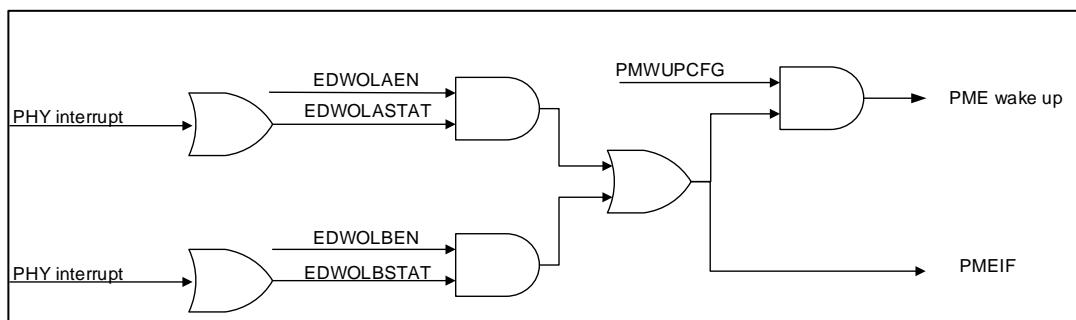 EDWOLAEN
PMWUPCFG
PME wake up
PHY interrupt
EDWOLASTAT
EDWOLBEN
PHY interrupt
EDWOLBSTAT
PMEIF